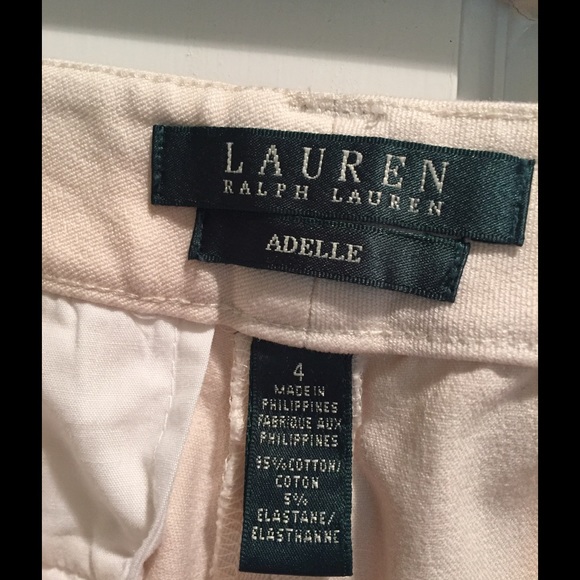 LAUREN
RALPH LAUREN
ADELLE
4
MADE IN
PHILIPPINES
FABRIQUE AUX
PHILIPPINES
95% COTTON/
COTON
5%
ELASTANE/
ELASTHANNE